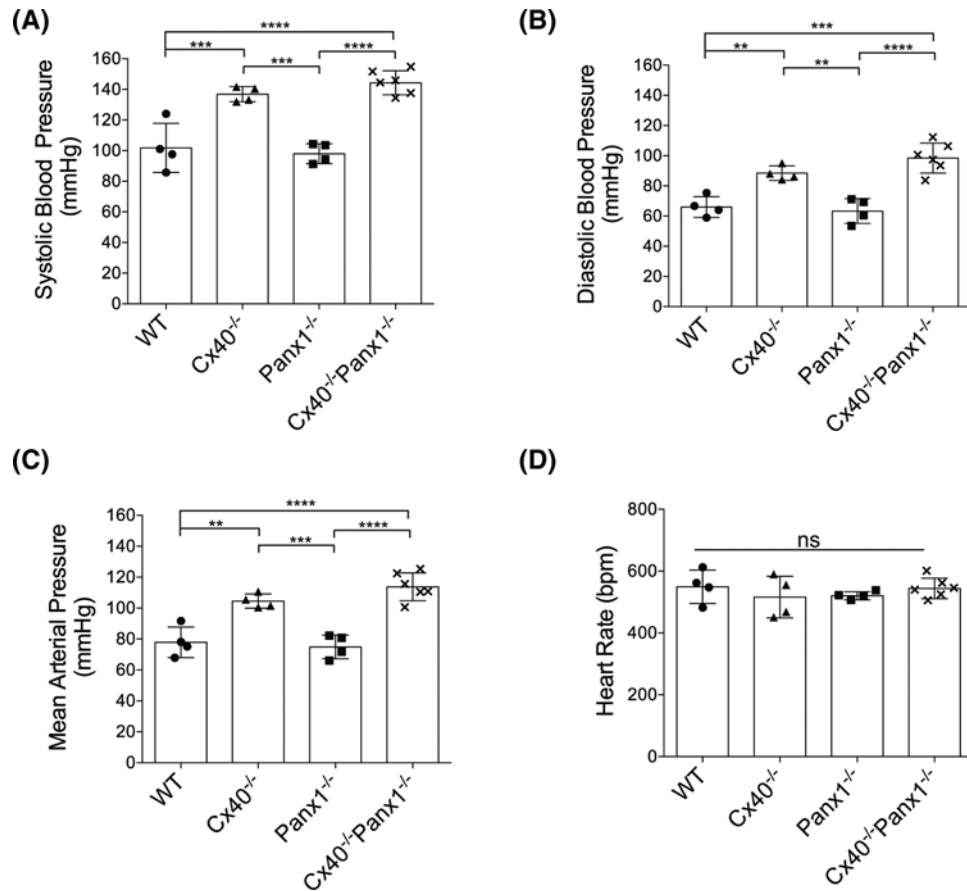 (A)
****
***
****
***
160
140
120
100
80
60
40
20
0
Systolic Blood Pressure
(mmHg)
WT
Cx40-/-
Panx1-/-
Cx40-/-Panx1-/-
(B)
***
**
****
**
160
140
120
100
80
60
40
20
0
Diastolic Blood Pressure
(mmHg)
WT
Cx40-/-
Panx1-/-
Cx40-/-Panx1-/-
(C)
****
**
****
***
160
140
120
100
80
60
40
20
0
Mean Arterial Pressure
(mmHg)
WT
Cx40-/-
Panx1-/-
Cx40-/-Panx1-/-
(D)
ns
800
600
400
200
0
Heart Rate (bpm)
WT
Cx40-/-
Panx1-/-
Cx40-/-Panx1-/-